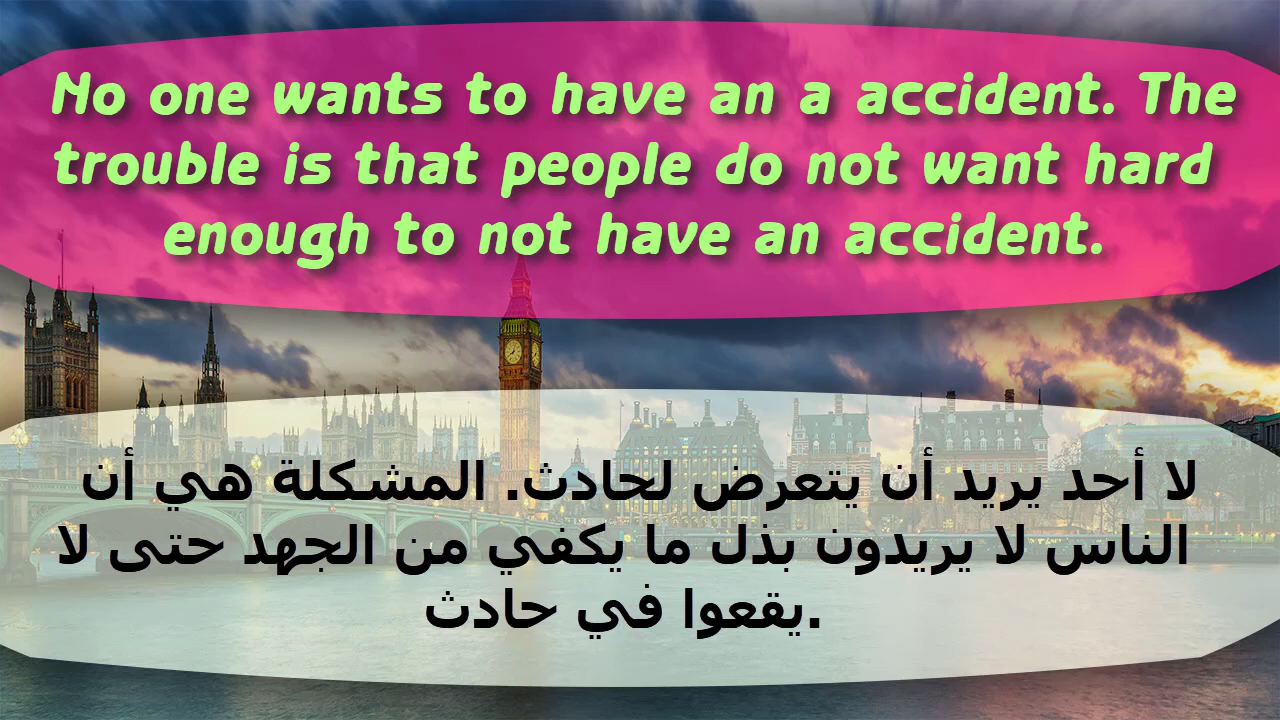 No one wants to have an a accident. The
trouble is that people do not want hard
enough to not have an accident.
لا أحد يريد أن يتعرض لحادث. المشكلة هي أن
الناس لا يريدون بذل ما يكفي من الجهد حتى لا
يقعوا في حادث.